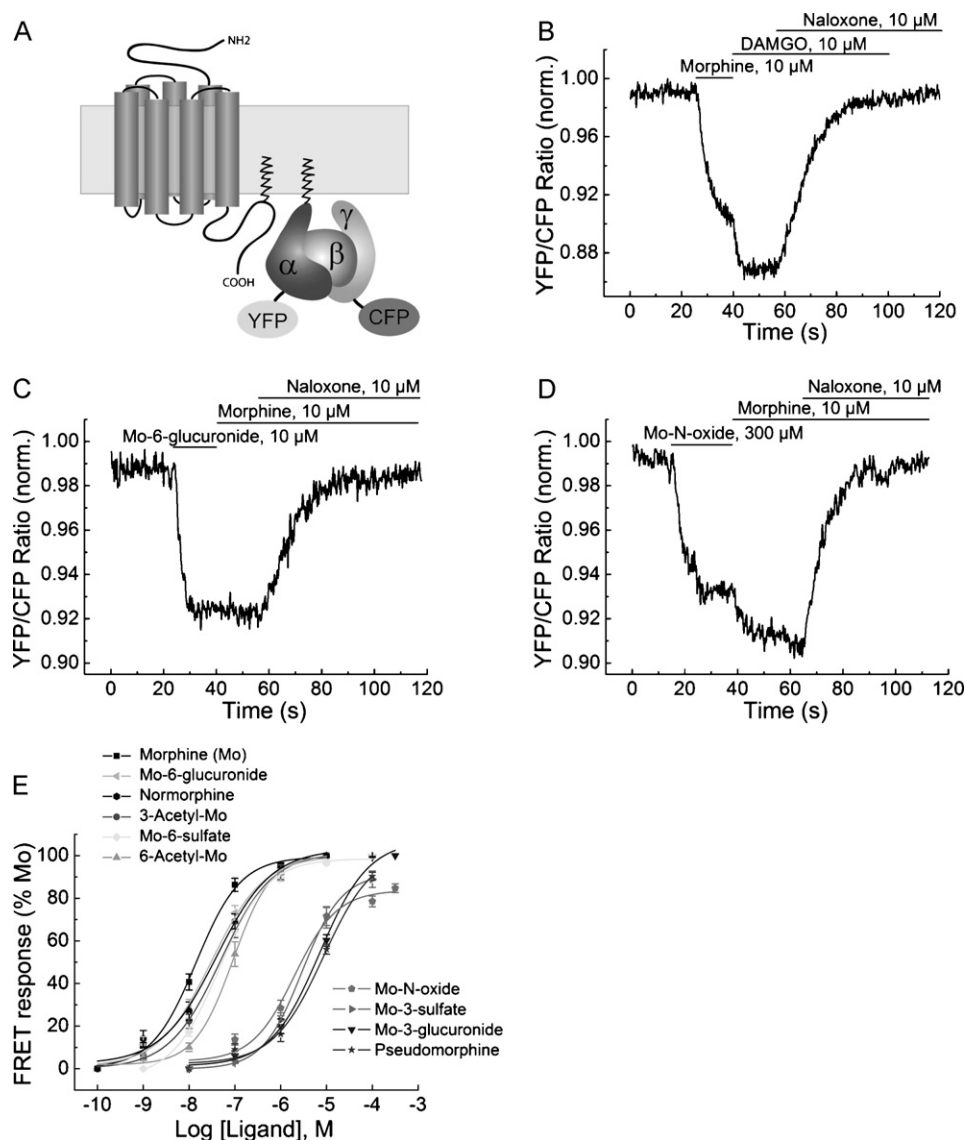 A
NH2
COOH
α
β
γ
YFP
CFP
B
Naloxone, 10 µM
DAMGO, 10 µM
Morphine, 10 µM
YFP/CFP Ratio (norm.)
1.00
0.96
0.92
0.88
0 20 40 60 80 100 120
Time (s)
C
Naloxone, 10 µM
Morphine, 10 µM
Mo-6-glucuronide, 10 µM
YFP/CFP Ratio (norm.)
1.00
0.98
0.96
0.94
0.92
0.90
0 20 40 60 80 100 120
Time (s)
D
Naloxone, 10 µM
Morphine, 10 µM
Mo-N-oxide, 300 µM
YFP/CFP Ratio (norm.)
1.00
0.98
0.96
0.94
0.92
0.90
0 20 40 60 80 100 120
Time (s)
E
Morphine (Mo)
Mo-6-glucuronide
Normorphine
3-Acetyl-Mo
Mo-6-sulfate
6-Acetyl-Mo
FRET response (% Mo)
100
80
60
40
20
0
Mo-N-oxide
Mo-3-sulfate
Mo-3-glucuronide
Pseudomorphine
-10 -9 -8 -7 -6 -5 -4 -3
Log [Ligand], M